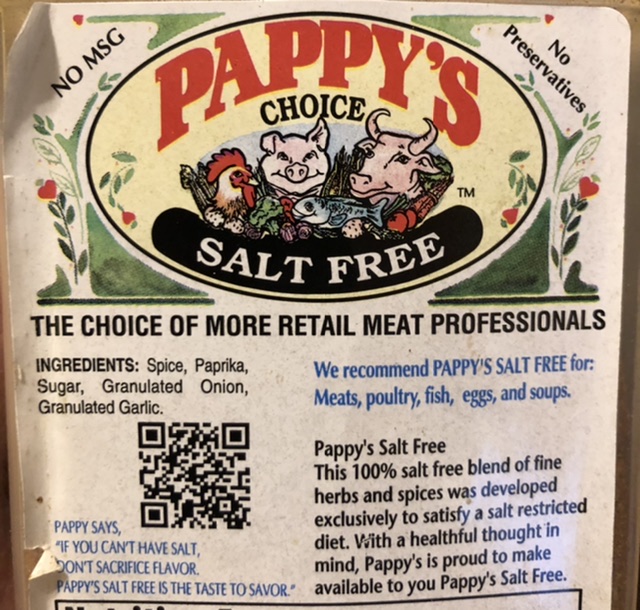 NO MSG
No
Preservatives
PAPPY'S
CHOICE
TM
SALT FREE
THE CHOICE OF MORE RETAIL MEAT PROFESSIONALS
INGREDIENTS: Spice, Paprika,
Sugar, Granulated Onion,
Granulated Garlic.
We recommend PAPPY'S SALT FREE for:
Meats, poultry, fish, eggs, and soups.
PAPPY SAYS,
"IF YOU CAN'T HAVE SALT,
DON'T SACRIFICE FLAVOR.
PAPPY'S SALT FREE IS THE TASTE TO SAVOR."
Pappy's Salt Free
This 100% salt free blend of fine
herbs and spices was developed
exclusively to satisfy a salt restricted
diet. With a healthful thought in
mind, Pappy's is proud to make
available to you Pappy's Salt Free.